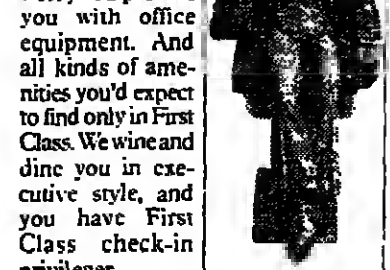 you with office
equipment. And
all kinds of ame-
nities you'd expect
to find only in First
Class. We wine and
dine you in exe-
cutive style, and
you have First
Class check-in